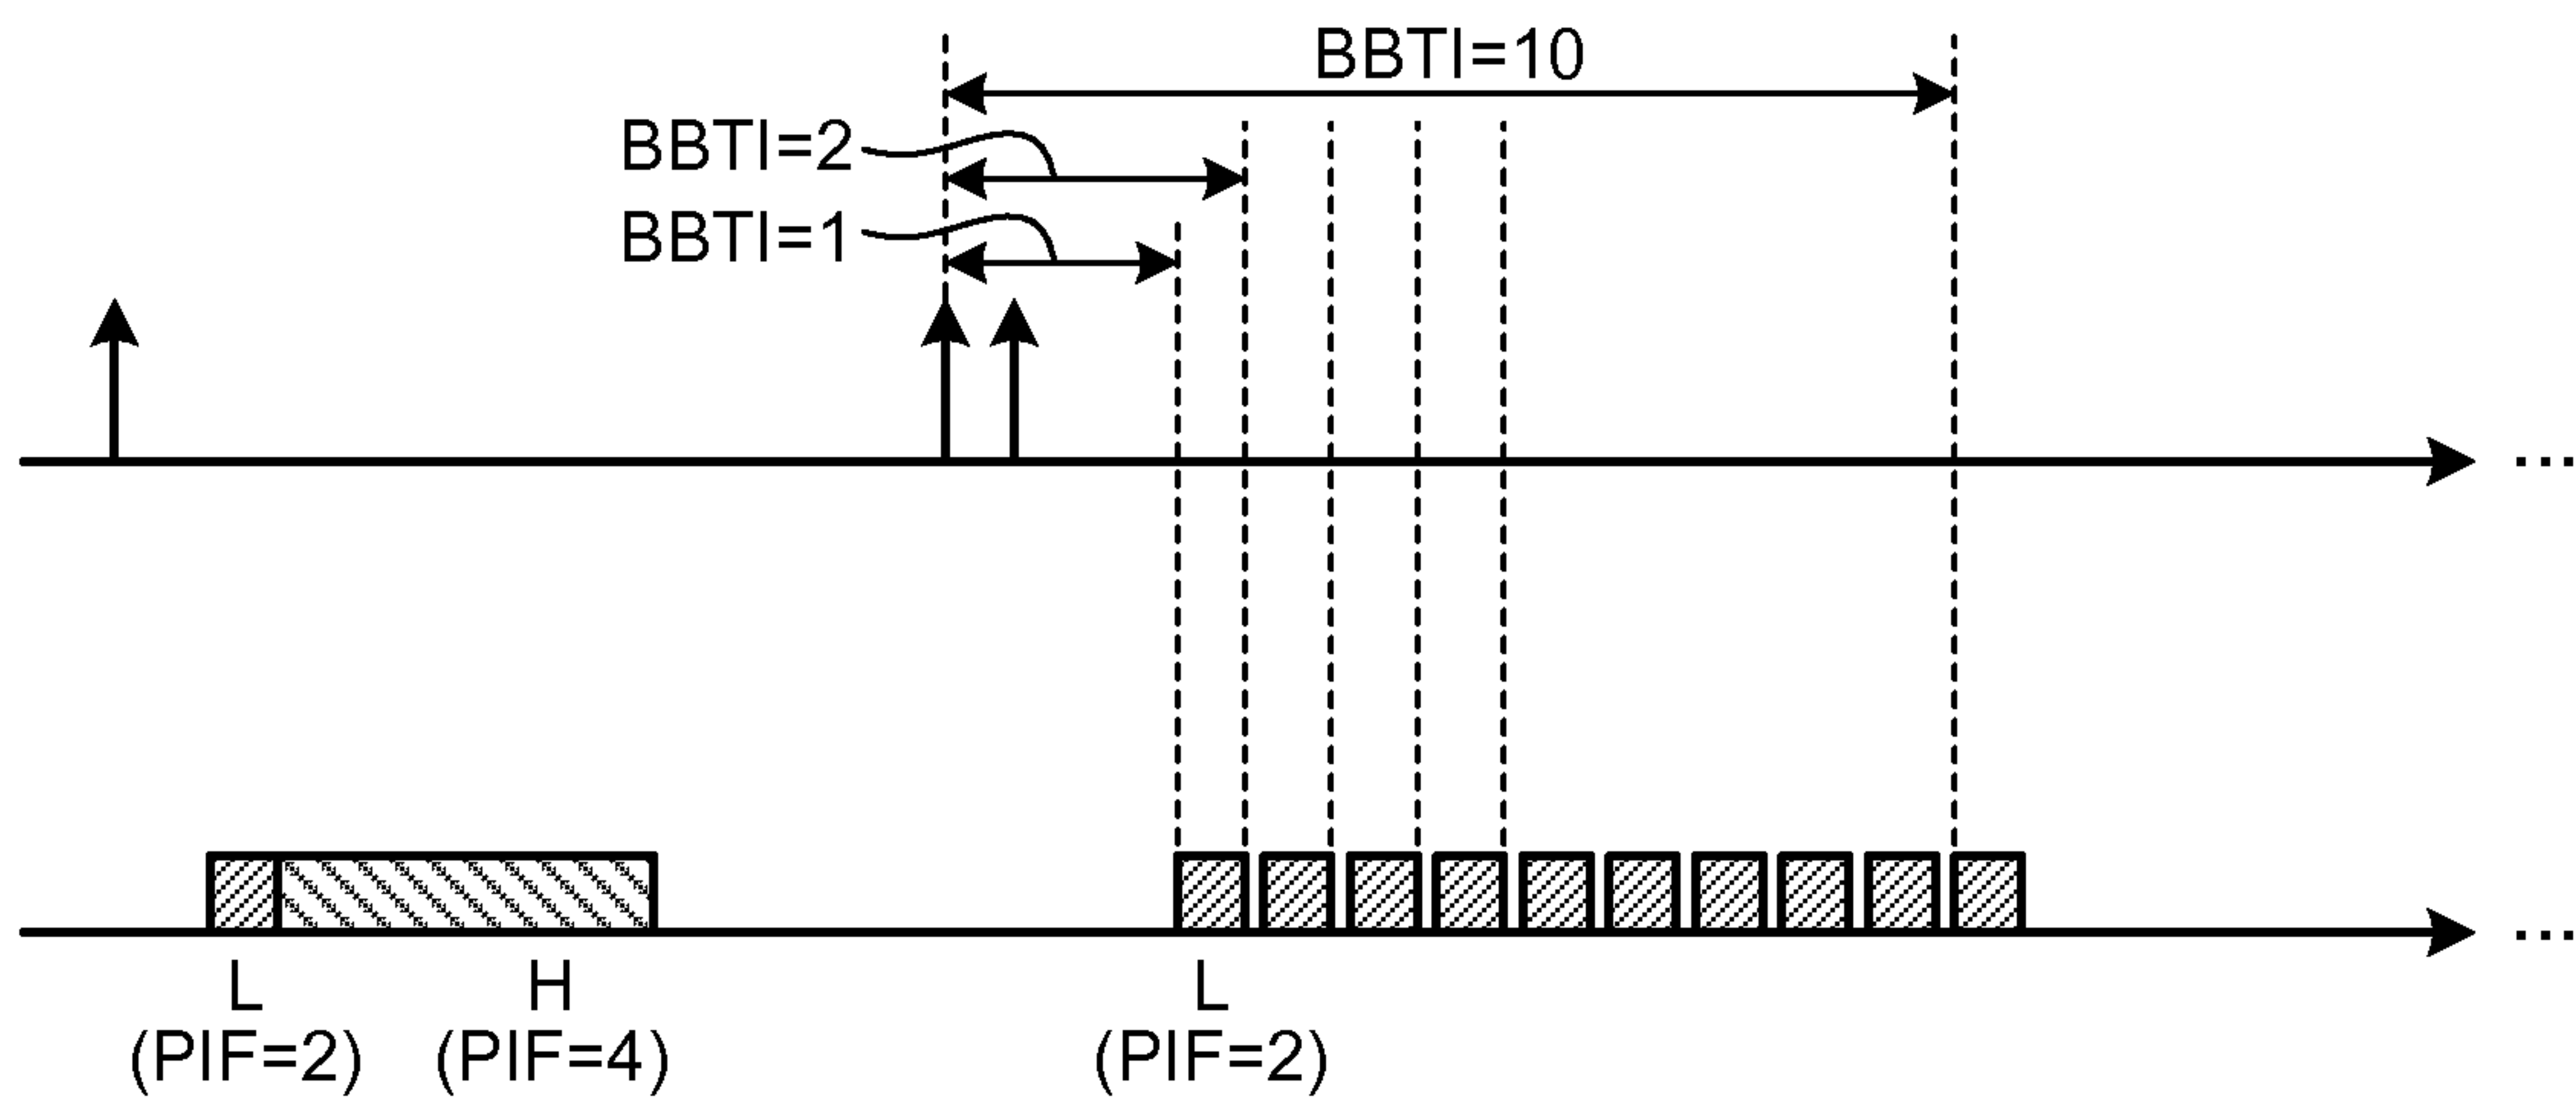 BBTI=10
BBTI=2
BBTI=1
...
...
L H L
(PIF=2) (PIF=4) (PIF=2)